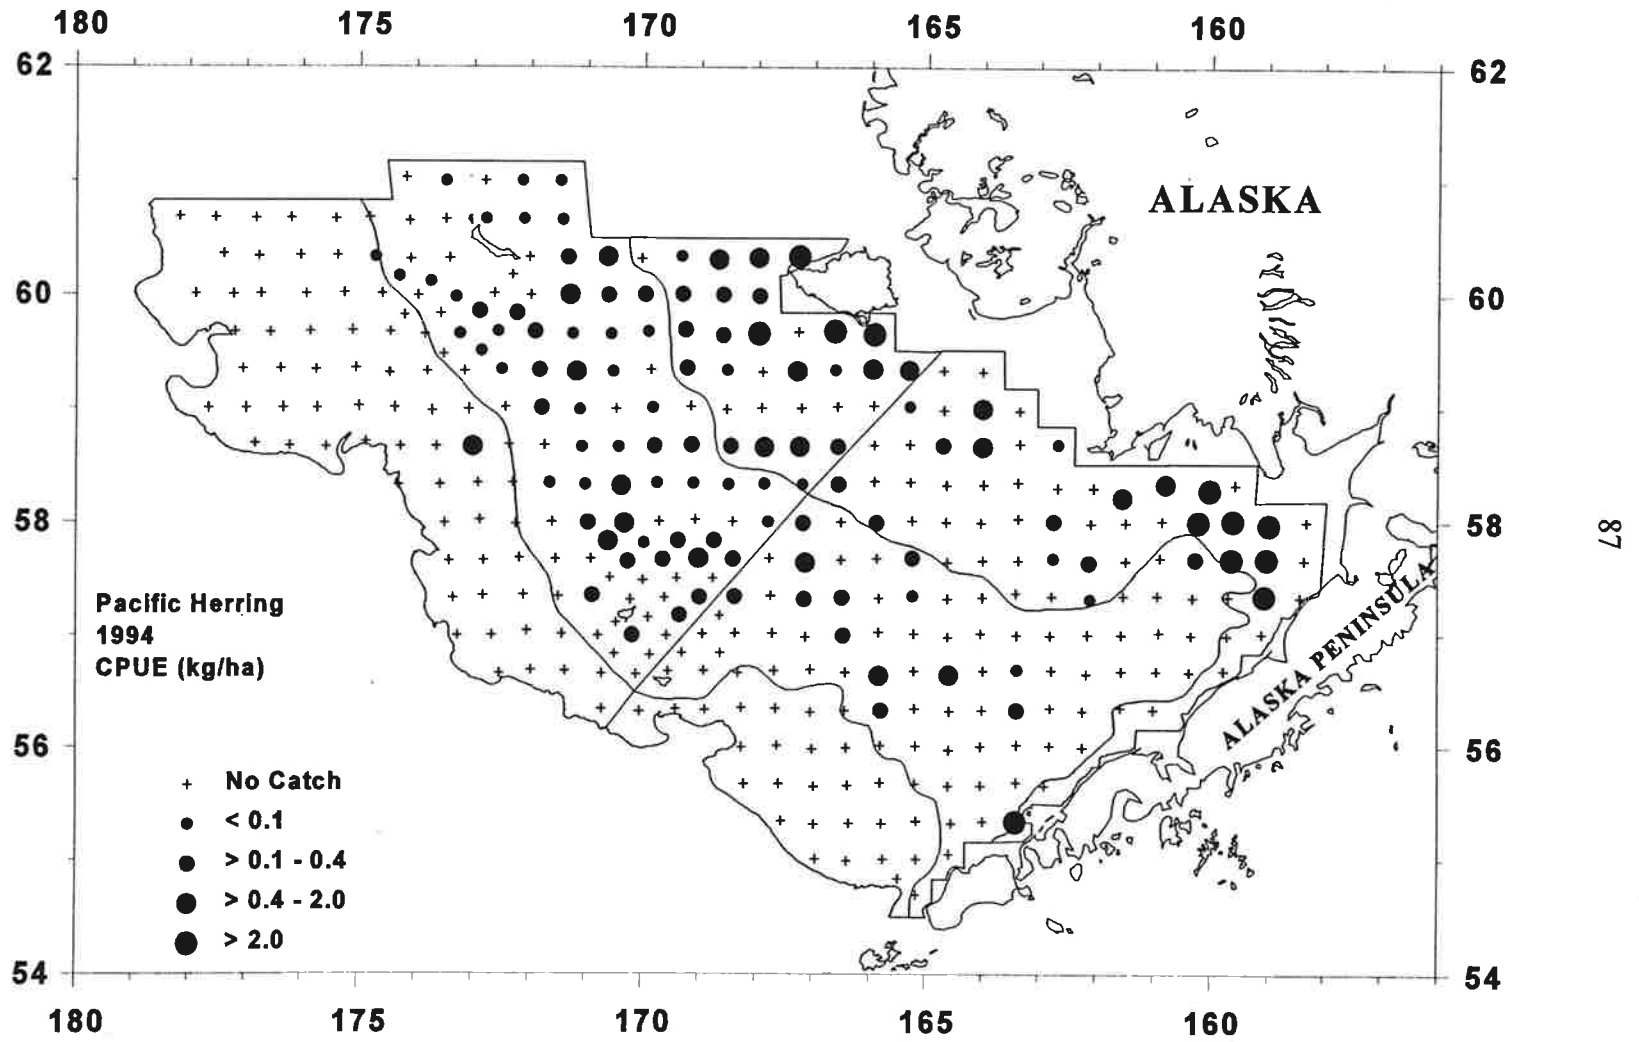 180 175 170 165 160
62 62
ALASKA
60 60
58 58
87
Pacific Herring
1994
CPUE (kg/ha)
ALASKA PENINSULA
56 56
+ No Catch
< 0.1
> 0.1 - 0.4
> 0.4 - 2.0
> 2.0
54 54
180 175 170 165 160